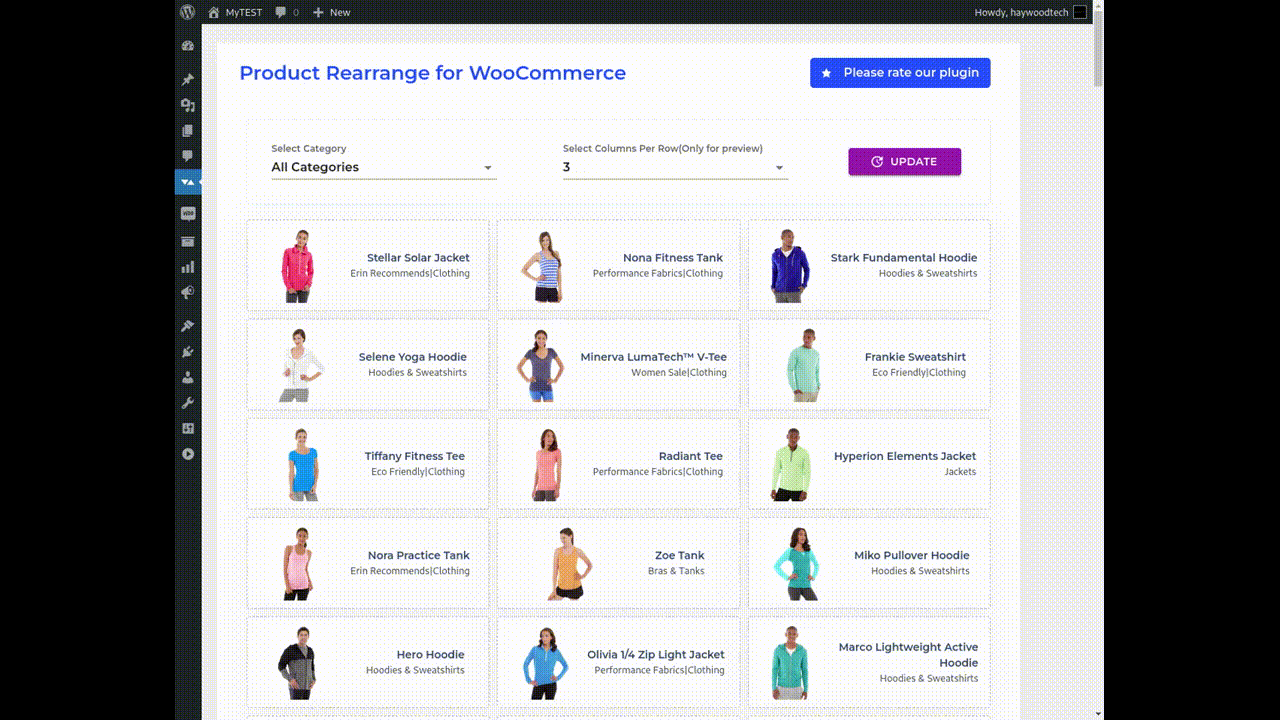 MyTEST
0
New
Howdy, haywoodtech
Product Rearrange for WooCommerce
Please rate our plugin
Select Category
All Categories
Select Columns Per Row(Only for preview)
3
UPDATE
Stellar Solar Jacket
Erin Recommends|Clothing
Nona Fitness Tank
Performance Fabrics|Clothing
Stark Fundamental Hoodie
Hoodies & Sweatshirts
Selene Yoga Hoodie
Hoodies & Sweatshirts
Minerva LumaTech™ V-Tee
Women Sale|Clothing
Frankie Sweatshirt
Eco Friendly|Clothing
Tiffany Fitness Tee
Eco Friendly|Clothing
Radiant Tee
Performance Fabrics|Clothing
Hyperion Elements Jacket
Jackets
Nora Practice Tank
Erin Recommends|Clothing
Zoe Tank
Bras & Tanks
Miko Pullover Hoodie
Hoodies & Sweatshirts
Hero Hoodie
Hoodies & Sweatshirts
Olivia 1/4 Zip Light Jacket
Performance Fabrics|Clothing
Marco Lightweight Active
Hoodie
Hoodies & Sweatshirts